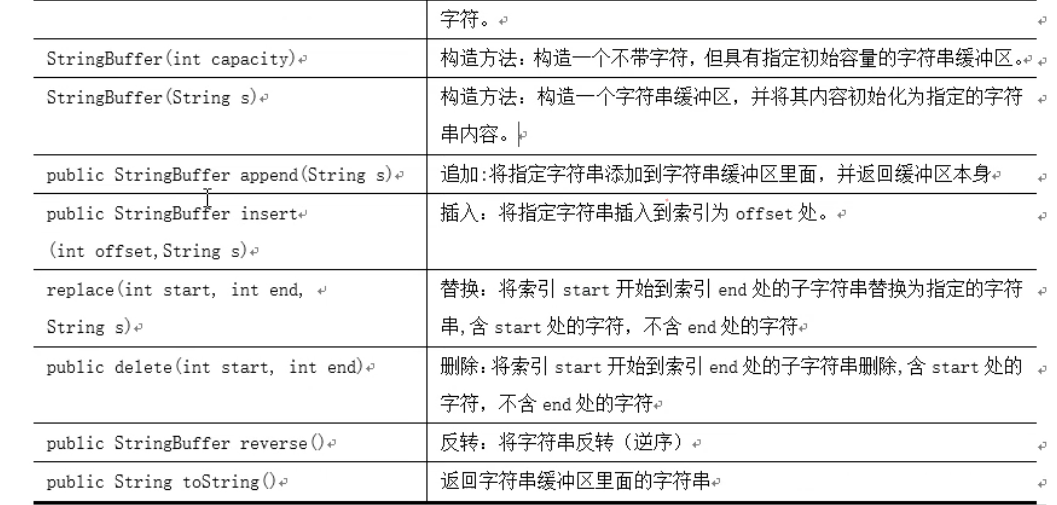 字符。
StringBuffer(int capacity)
构造方法：构造一个不带字符，但具有指定初始容量的字符串缓冲区。
StringBuffer(String s)
构造方法：构造一个字符串缓冲区，并将其内容初始化为指定的字符
串内容。
public StringBuffer append(String s)
追加:将指定字符串添加到字符串缓冲区里面，并返回缓冲区本身
public StringBuffer insert
(int offset,String s)
插入：将指定字符串插入到索引为 offset 处。
replace(int start, int end,
String s)
替换：将索引 start 开始到索引 end 处的子字符串替换为指定的字符
串,含 start 处的字符，不含 end 处的字符
public delete(int start, int end)
删除：将索引 start 开始到索引 end 处的子字符串删除,含 start 处的
字符，不含 end 处的字符
public StringBuffer reverse()
反转：将字符串反转（逆序）
public String toString()
返回字符串缓冲区里面的字符串